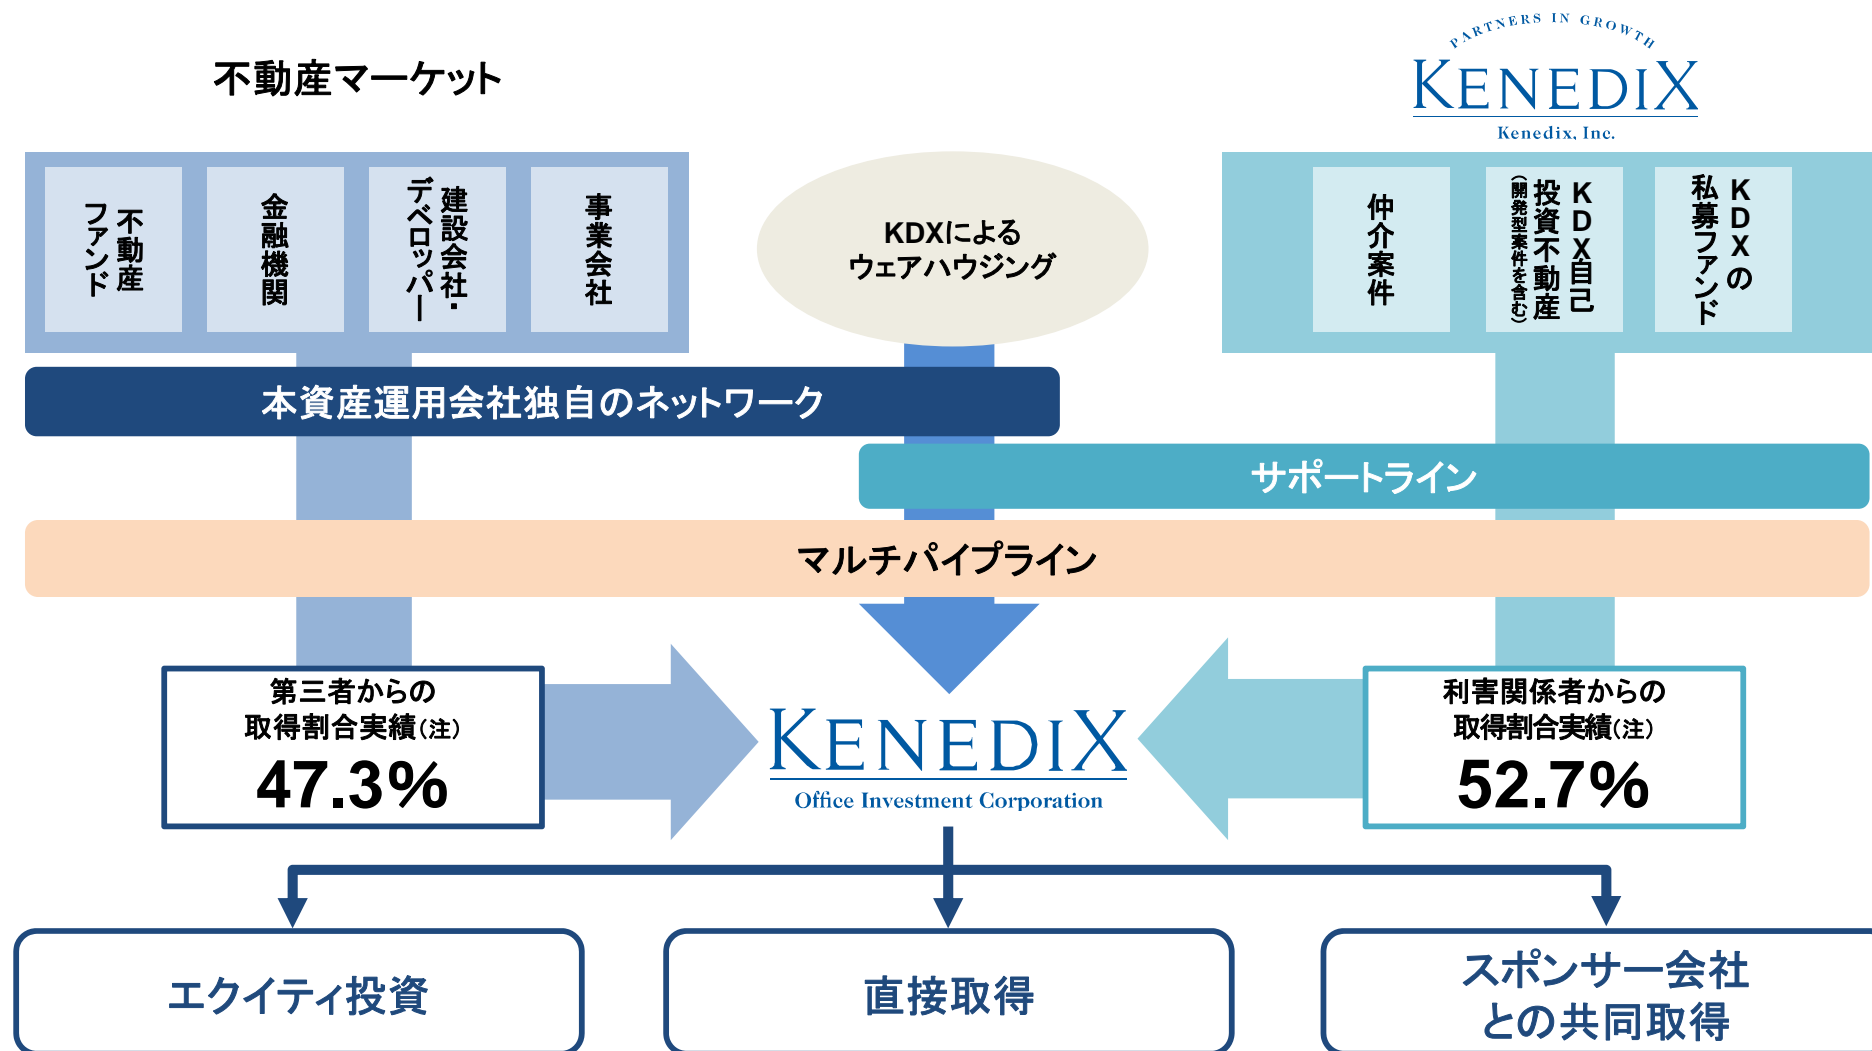 不動産マーケット
PARTNERS IN GROWTH
KENEDIX
Kenedix, Inc.
不動産
ファンド
金融機関
建設会社・
デベロッパー
事業会社
KDXによる
ウェアハウジング
仲介案件
KDX自己
投資不動産
（開発型案件を含む）
KDXの
私募ファンド
本資産運用会社独自のネットワーク
サポートライン
マルチパイプライン
第三者からの
取得割合実績（注）
47.3%
KENEDIX
Office Investment Corporation
利害関係者からの
取得割合実績（注）
52.7%
エクイティ投資
直接取得
スポンサー会社
との共同取得